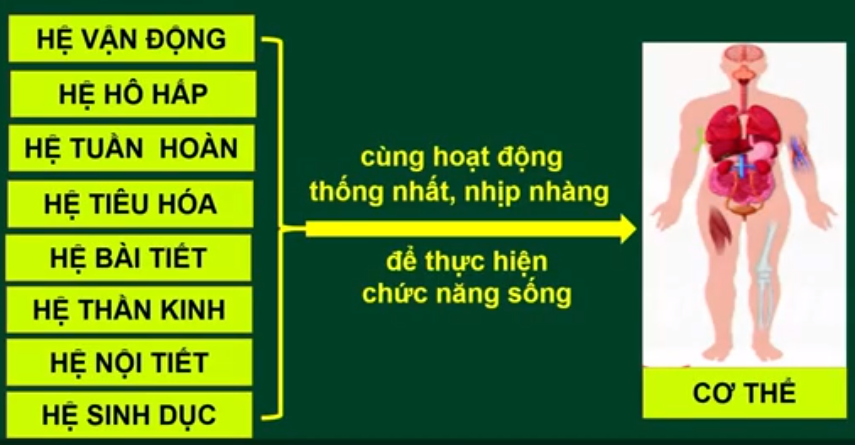 HỆ VẬN ĐỘNG
HỆ HÔ HẤP
HỆ TUẦN HOÀN
HỆ TIÊU HÓA
HỆ BÀI TIẾT
HỆ THẦN KINH
HỆ NỘI TIẾT
HỆ SINH DỤC
cùng hoạt động
thống nhất, nhịp nhàng
để thực hiện
chức năng sống
CƠ THỂ